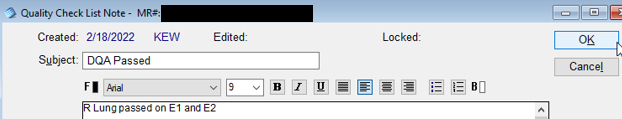 Quality Check List Note - MR#:
Created: 2/18/2022 KEW Edited: Locked:
OK
Subject: DQA Passed
Cancel
F Arial 9 B I U B
R Lung passed on E1 and E2